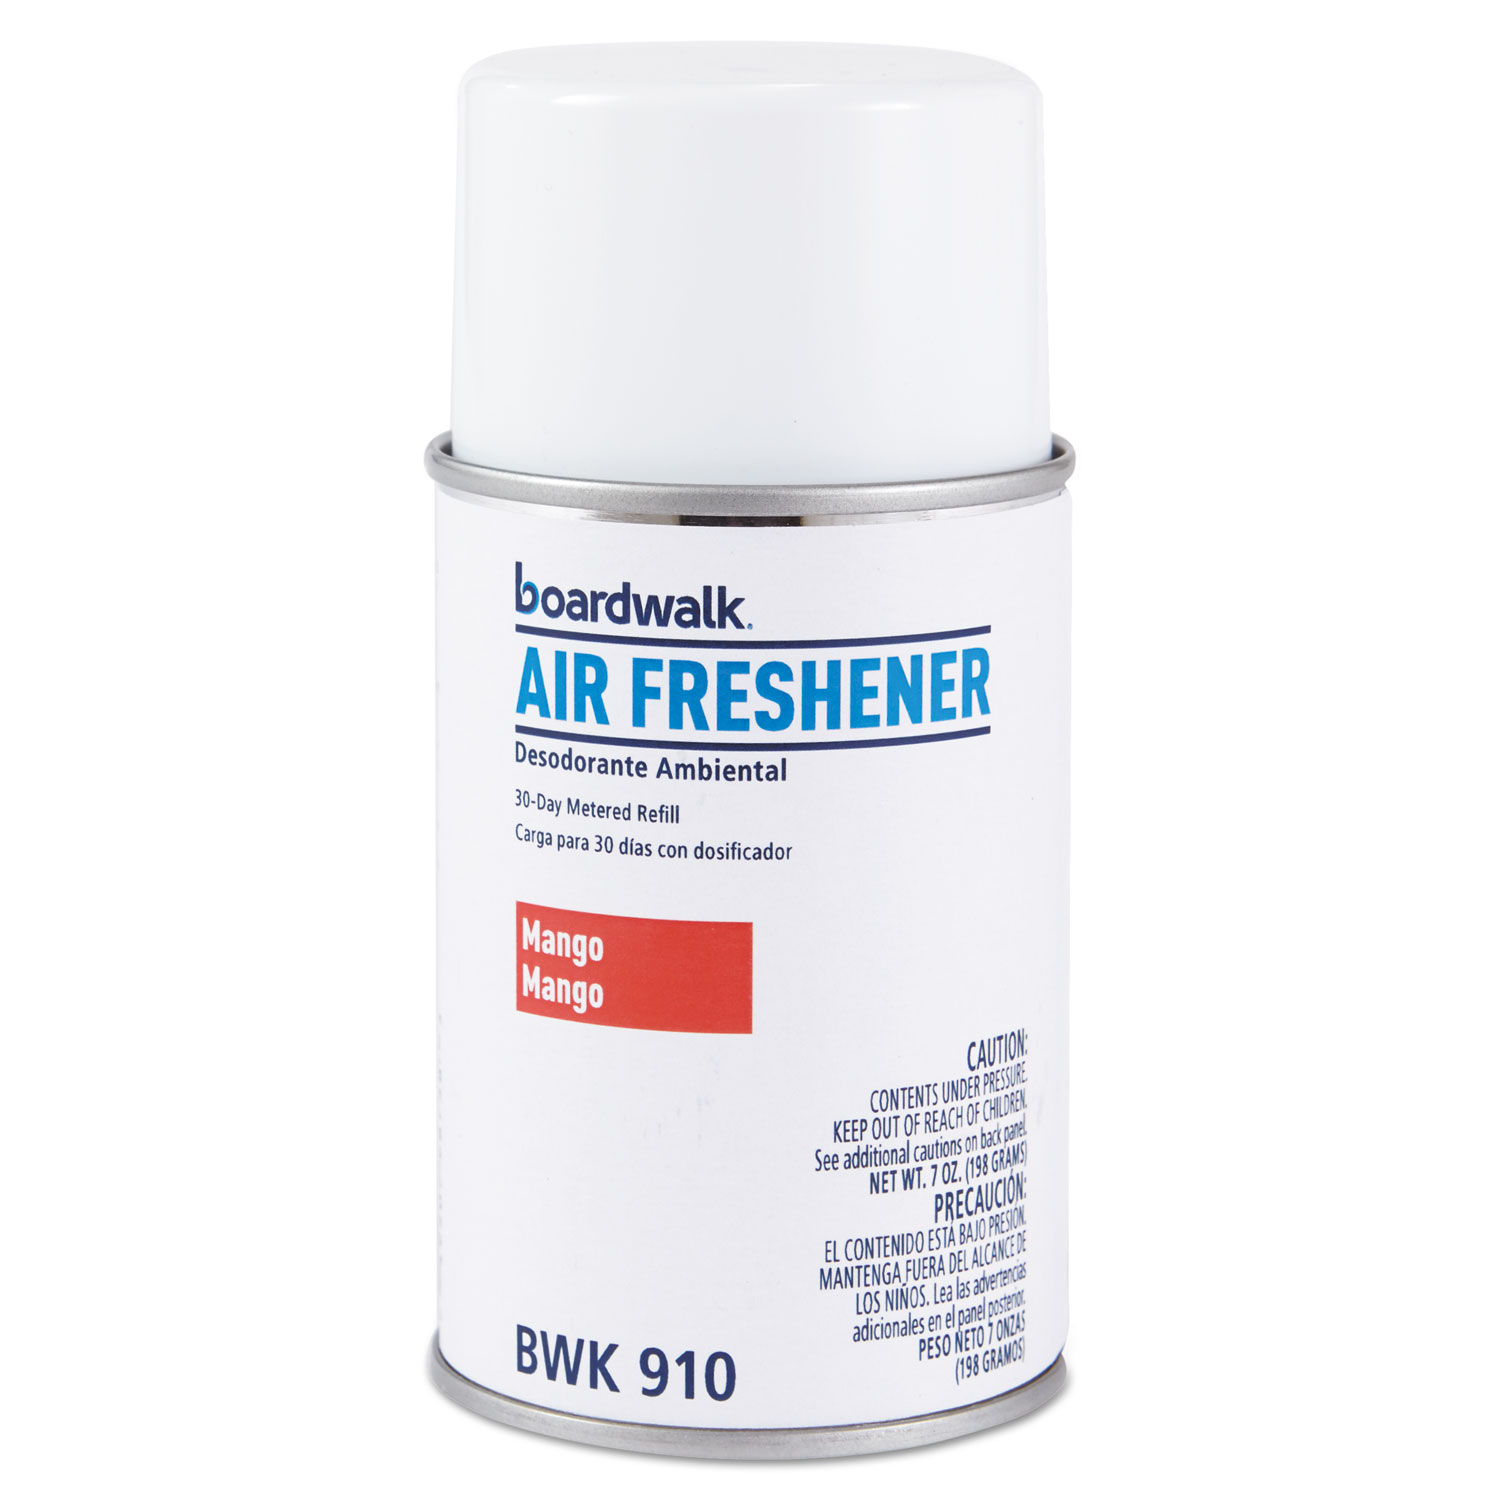 boardwalk®
AIR FRESHENER
Desodorante Ambiental
30-Day Metered Refill
Carga para 30 días con dosificador
Mango
Mango
CAUTION:
CONTENTS UNDER PRESSURE.
KEEP OUT OF REACH OF CHILDREN.
See additional cautions on back panel.
NET WT. 7 OZ. (198 GRAMS)
PRECAUCIÓN:
EL CONTENIDO ESTÁ BAJO PRESIÓN.
MANTENGA FUERA DEL ALCANCE DE
LOS NIÑOS. Lea las advertencias
adicionales en el panel posterior.
PESO NETO 7 ONZAS
(198 GRAMOS)
BWK 910